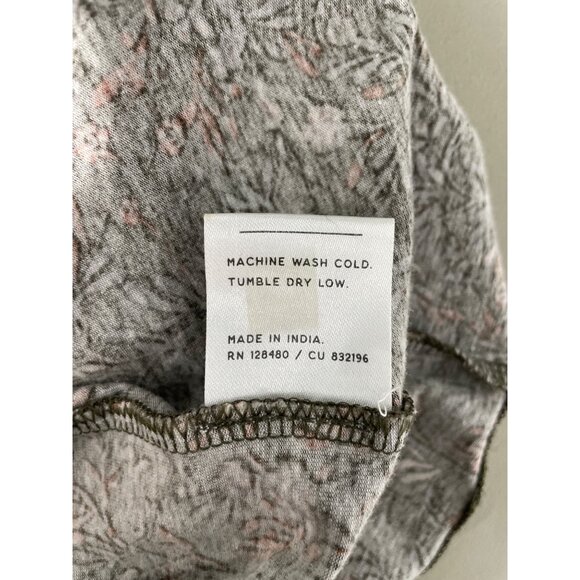 MACHINE WASH COLD.
TUMBLE DRY LOW.
MADE IN INDIA.
RN 128480 / CU 832196